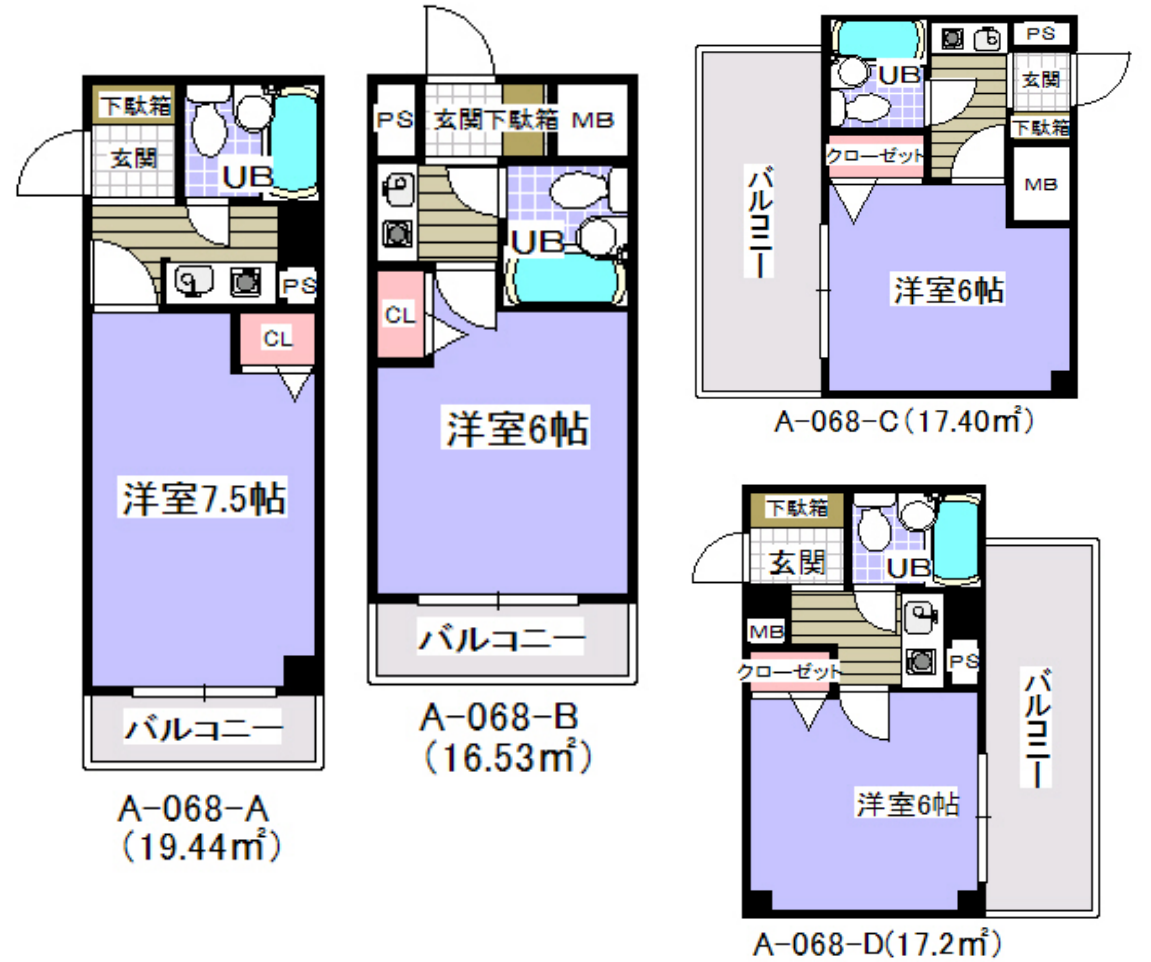 下駄箱
玄関
UB
PS
CL
洋室7.5帖
バルコニー
A-068-A
(19.44㎡)
PS
玄関
下駄箱
MB
UB
CL
洋室6帖
バルコニー
A-068-B
(16.53㎡)
PS
UB
玄関
下駄箱
クローゼット
MB
バルコニー
洋室6帖
A-068-C(17.40㎡)
下駄箱
玄関
UB
MB
PS
クローゼット
バルコニー
洋室6帖
A-068-D(17.2㎡)